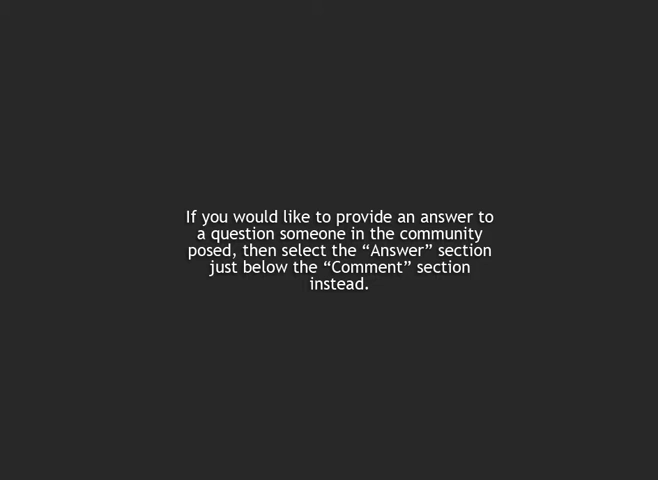 If you would like to provide an answer to
a question someone in the community
posed, then select the “Answer” section
just below the “Comment” section
instead.